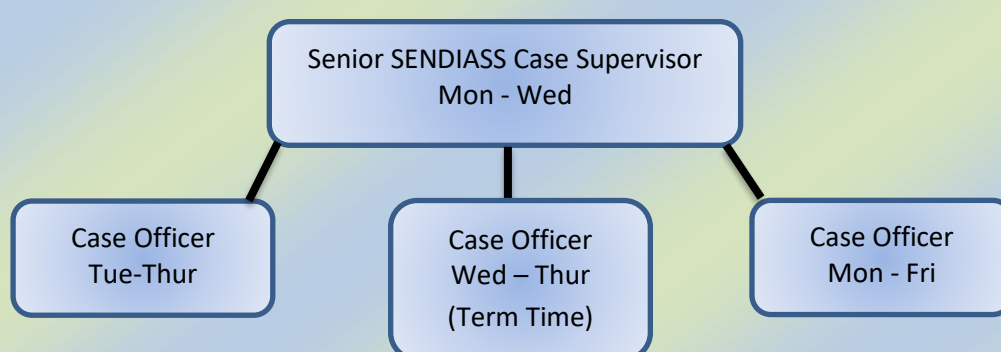 Senior SENDIASS Case Supervisor
Mon - Wed
Case Officer
Tue-Thur
Case Officer
Wed – Thur
(Term Time)
Case Officer
Mon - Fri